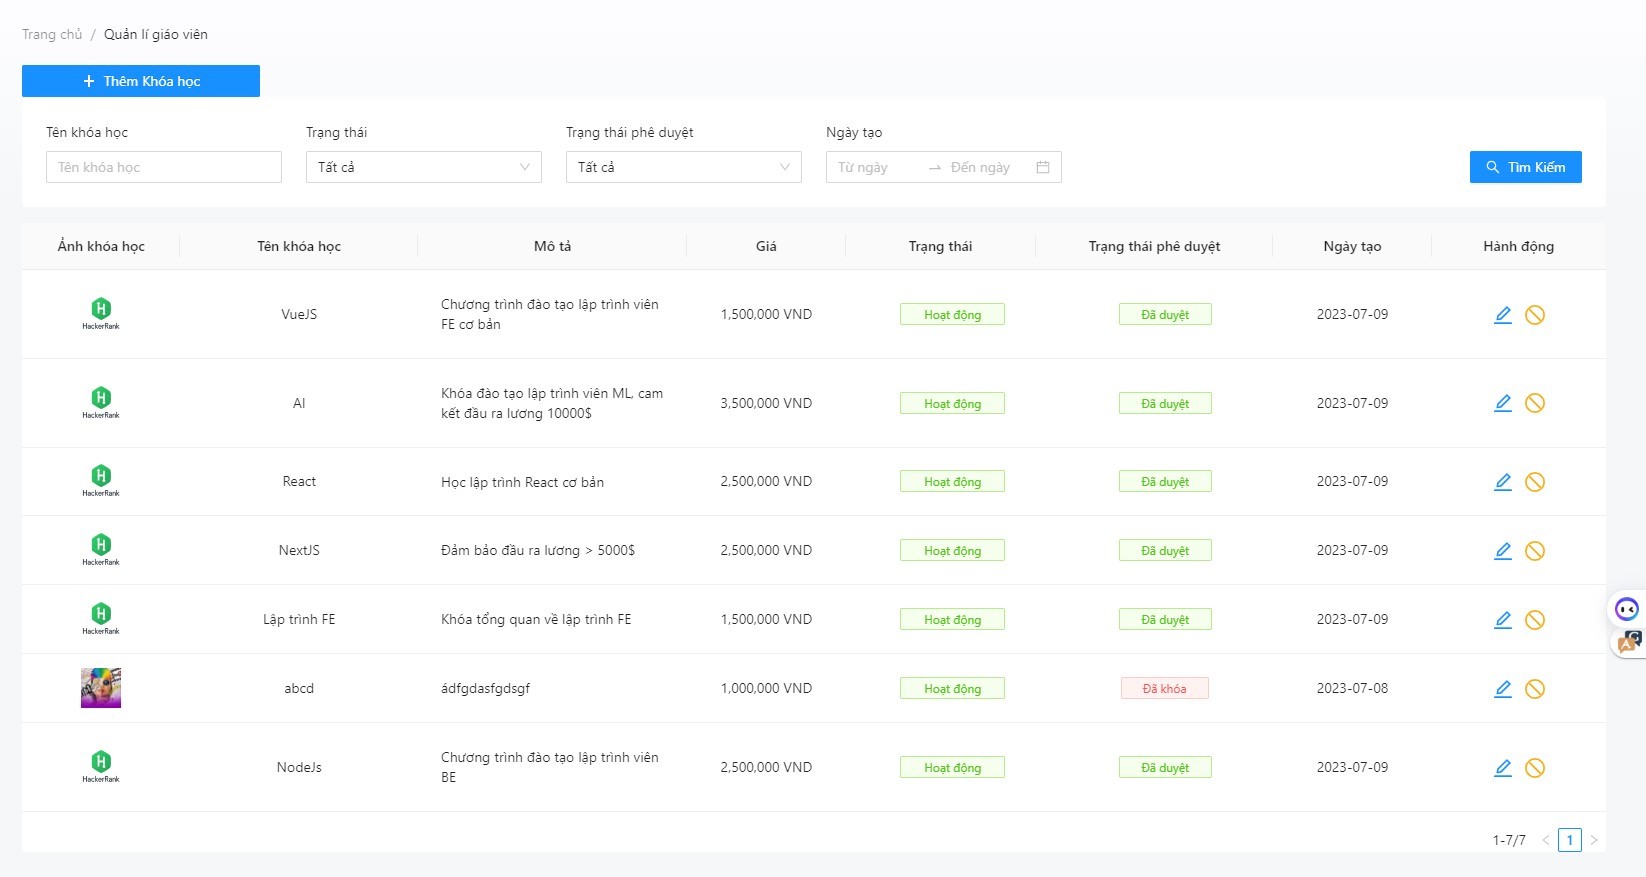 Trang chủ / Quản lí giáo viên
+ Thêm Khóa học
Tên khóa học Trạng thái Trạng thái phê duyệt Ngày tạo
Tên khóa học Tất cả Tất cả Từ ngày → Đến ngày Tìm Kiếm
Ảnh khóa học Tên khóa học Mô tả Giá Trạng thái Trạng thái phê duyệt Ngày tạo Hành động
H HackerRank VueJS Chương trình đào tạo lập trình viên FE cơ bản 1,500,000 VND Hoạt động Đã duyệt 2023-07-09
H HackerRank AI Khóa đào tạo lập trình viên ML, cam kết đầu ra lương 10000$ 3,500,000 VND Hoạt động Đã duyệt 2023-07-09
H HackerRank React Học lập trình React cơ bản 2,500,000 VND Hoạt động Đã duyệt 2023-07-09
H HackerRank NextJS Đảm bảo đầu ra lương > 5000$ 2,500,000 VND Hoạt động Đã duyệt 2023-07-09
H HackerRank Lập trình FE Khóa tổng quan về lập trình FE 1,500,000 VND Hoạt động Đã duyệt 2023-07-09
abcd ádfgdasfgdsgf 1,000,000 VND Hoạt động Đã khóa 2023-07-08
H HackerRank NodeJs Chương trình đào tạo lập trình viên BE 2,500,000 VND Hoạt động Đã duyệt 2023-07-09
1-7/7 < 1 >